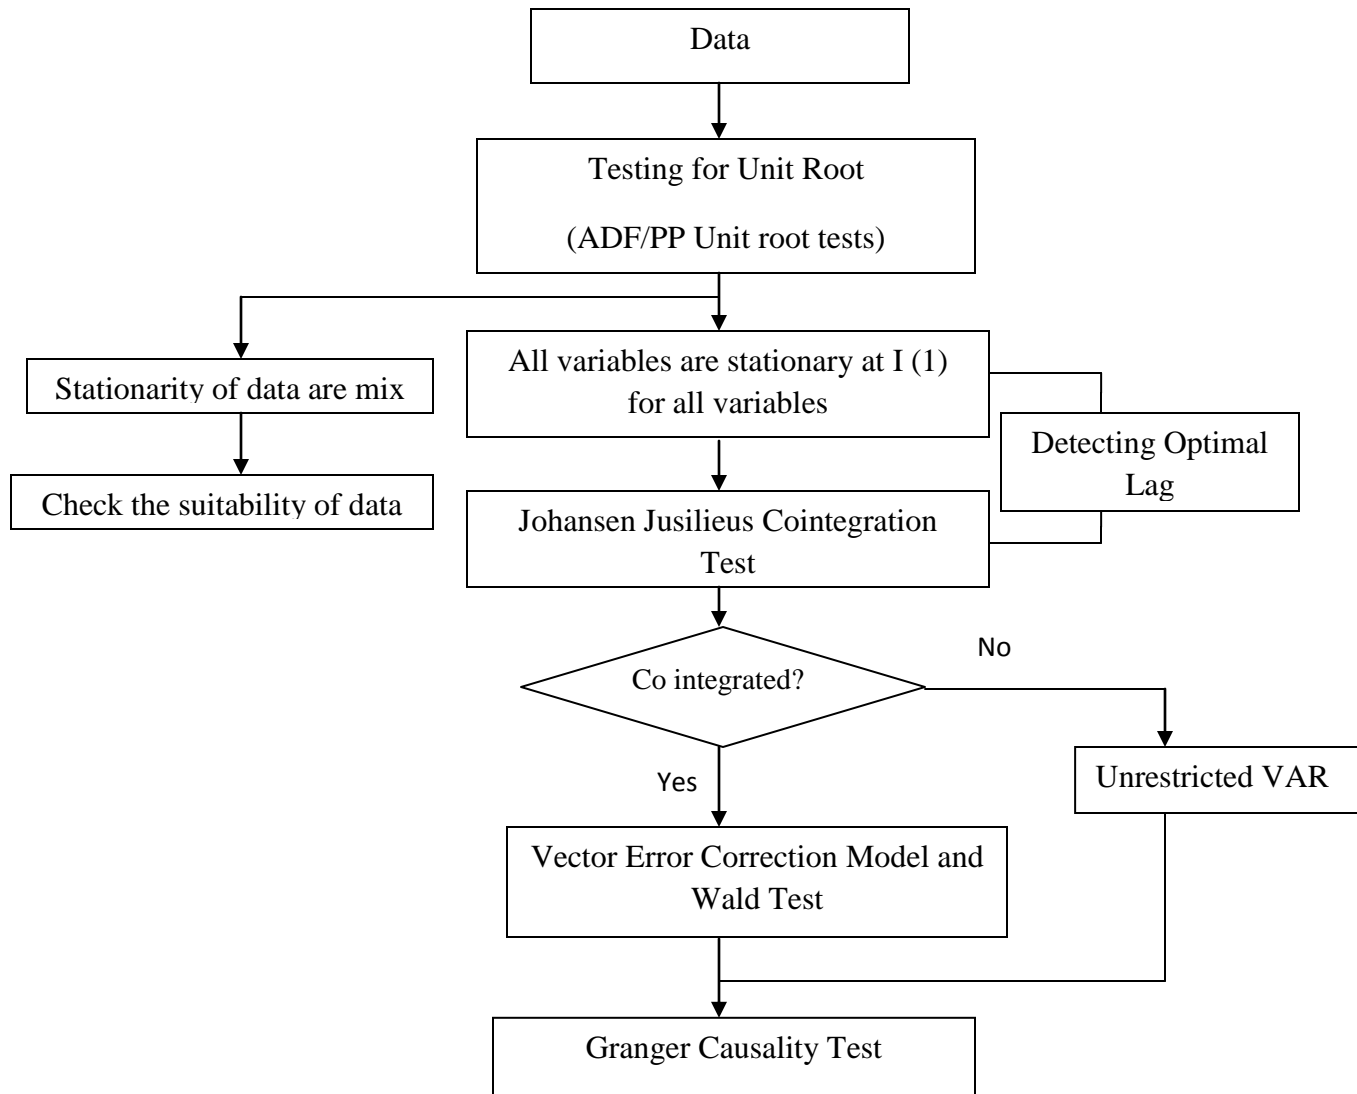 Data
Testing for Unit Root
(ADF/PP Unit root tests)
All variables are stationary at I (1)
for all variables
Stationarity of data are mix
Check the suitability of data
Detecting Optimal
Lag
Johansen Jusilieus Cointegration
Test
Co integrated?
No
Yes
Unrestricted VAR
Vector Error Correction Model and
Wald Test
Granger Causality Test